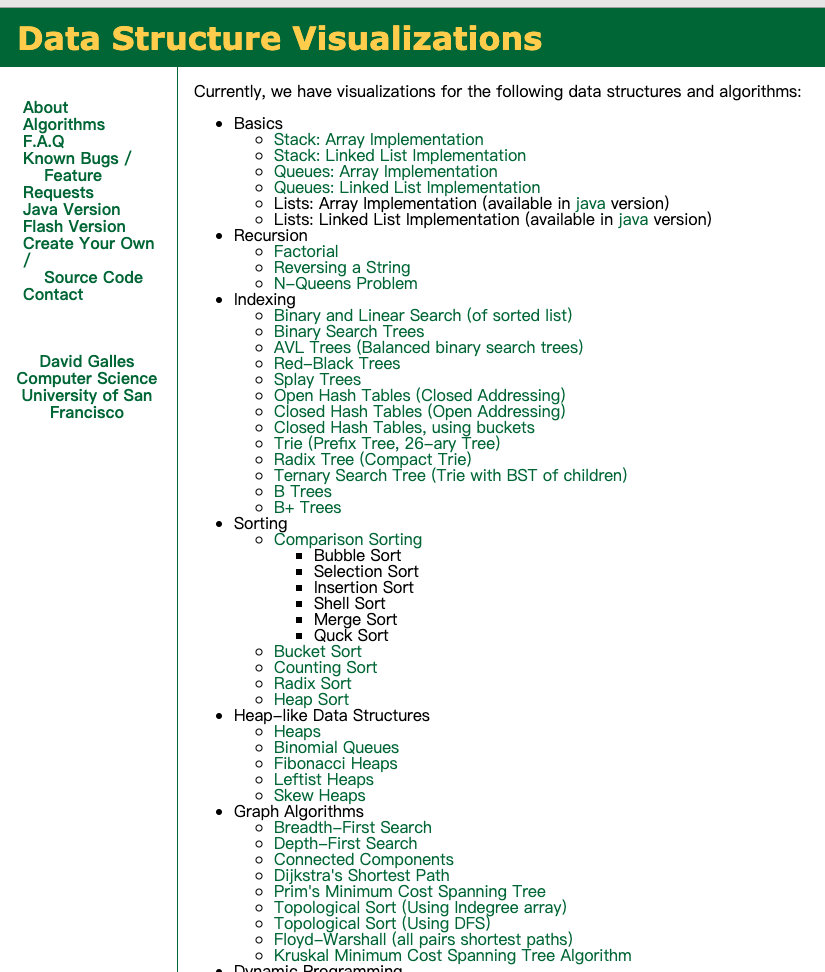 Data Structure Visualizations
About
Algorithms
F.A.Q
Known Bugs /
Feature
Requests
Java Version
Flash Version
Create Your Own
/
Source Code
Contact
David Galles
Computer Science
University of San
Francisco
Currently, we have visualizations for the following data structures and algorithms:
Basics
Stack: Array Implementation
Stack: Linked List Implementation
Queues: Array Implementation
Queues: Linked List Implementation
Lists: Array Implementation (available in java version)
Lists: Linked List Implementation (available in java version)
Recursion
Factorial
Reversing a String
N-Queens Problem
Indexing
Binary and Linear Search (of sorted list)
Binary Search Trees
AVL Trees (Balanced binary search trees)
Red-Black Trees
Splay Trees
Open Hash Tables (Closed Addressing)
Closed Hash Tables (Open Addressing)
Closed Hash Tables, using buckets
Trie (Prefix Tree, 26-ary Tree)
Radix Tree (Compact Trie)
Ternary Search Tree (Trie with BST of children)
B Trees
B+ Trees
Sorting
Comparison Sorting
Bubble Sort
Selection Sort
Insertion Sort
Shell Sort
Merge Sort
Quck Sort
Bucket Sort
Counting Sort
Radix Sort
Heap Sort
Heap-like Data Structures
Heaps
Binomial Queues
Fibonacci Heaps
Leftist Heaps
Skew Heaps
Graph Algorithms
Breadth-First Search
Depth-First Search
Connected Components
Dijkstra's Shortest Path
Prim's Minimum Cost Spanning Tree
Topological Sort (Using Indegree array)
Topological Sort (Using DFS)
Floyd-Warshall (all pairs shortest paths)
Kruskal Minimum Cost Spanning Tree Algorithm
Dynamic Programming